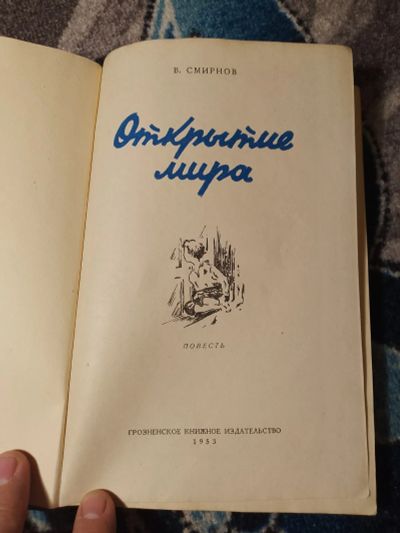 В. СМИРНОВ
Открытие
мира
ПОВЕСТЬ
ГРОЗНЕНСКОЕ КНИЖНОЕ ИЗДАТЕЛЬСТВО
1953